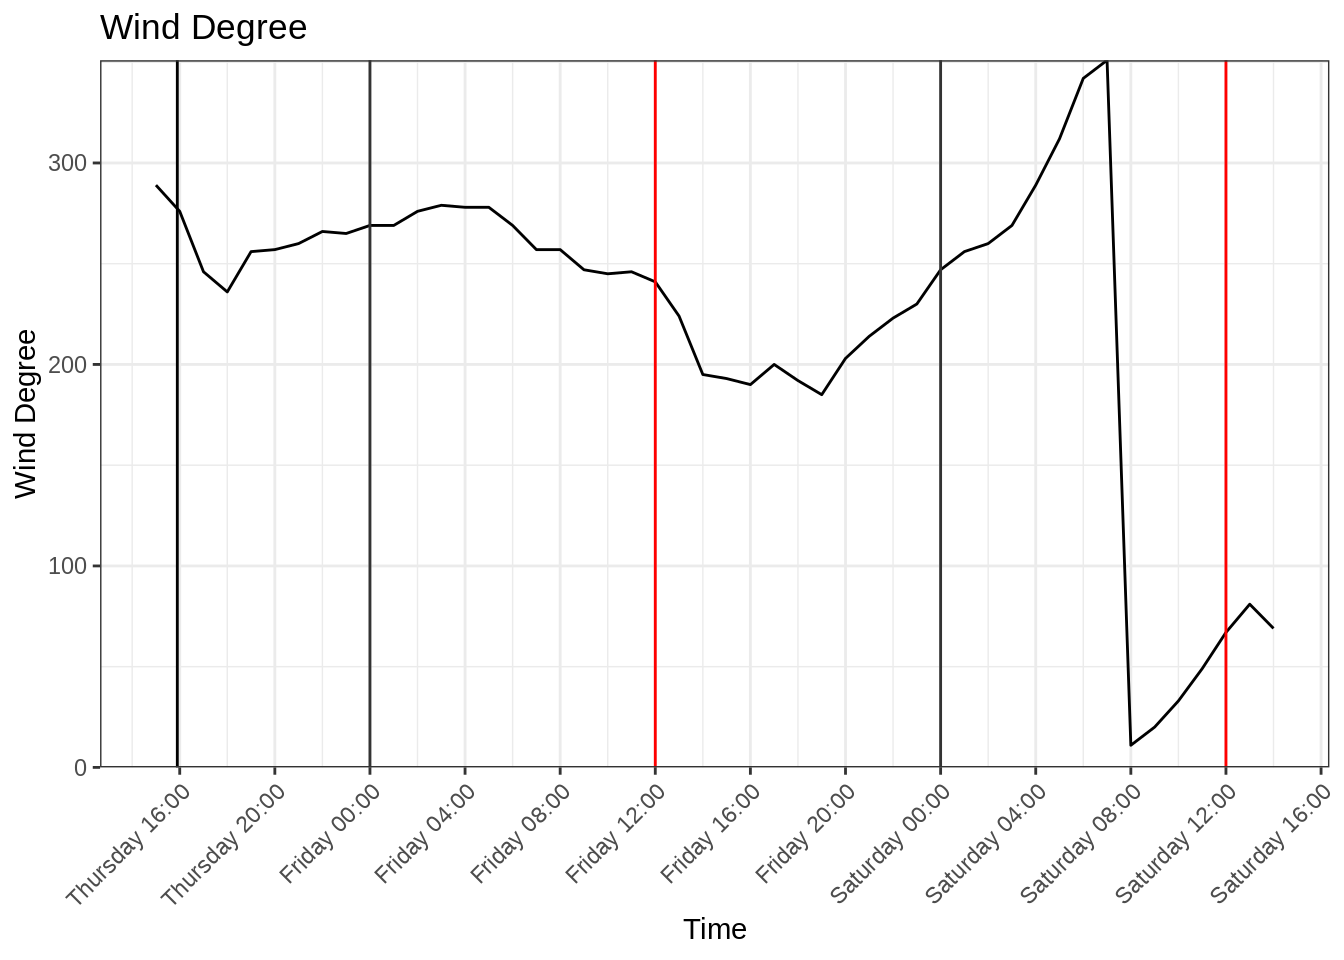 Wind Degree
Wind Degree
300
200
100
0
Thursday 16:00
Thursday 20:00
Friday 00:00
Friday 04:00
Friday 08:00
Friday 12:00
Friday 16:00
Friday 20:00
Saturday 00:00
Saturday 04:00
Saturday 08:00
Saturday 12:00
Saturday 16:00
Time